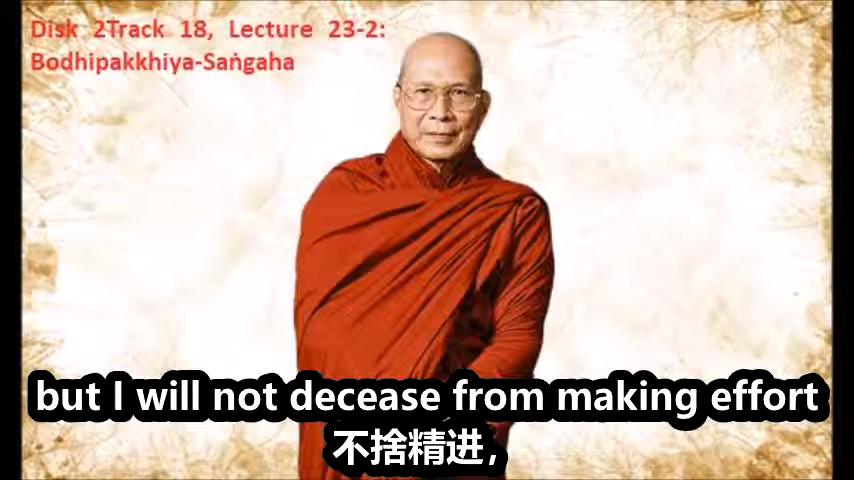 Disk 2Track 18, Lecture 23-2:
Bodhipakkhiya-Saṅgaha
but I will not decease from making effort
不捨精进，